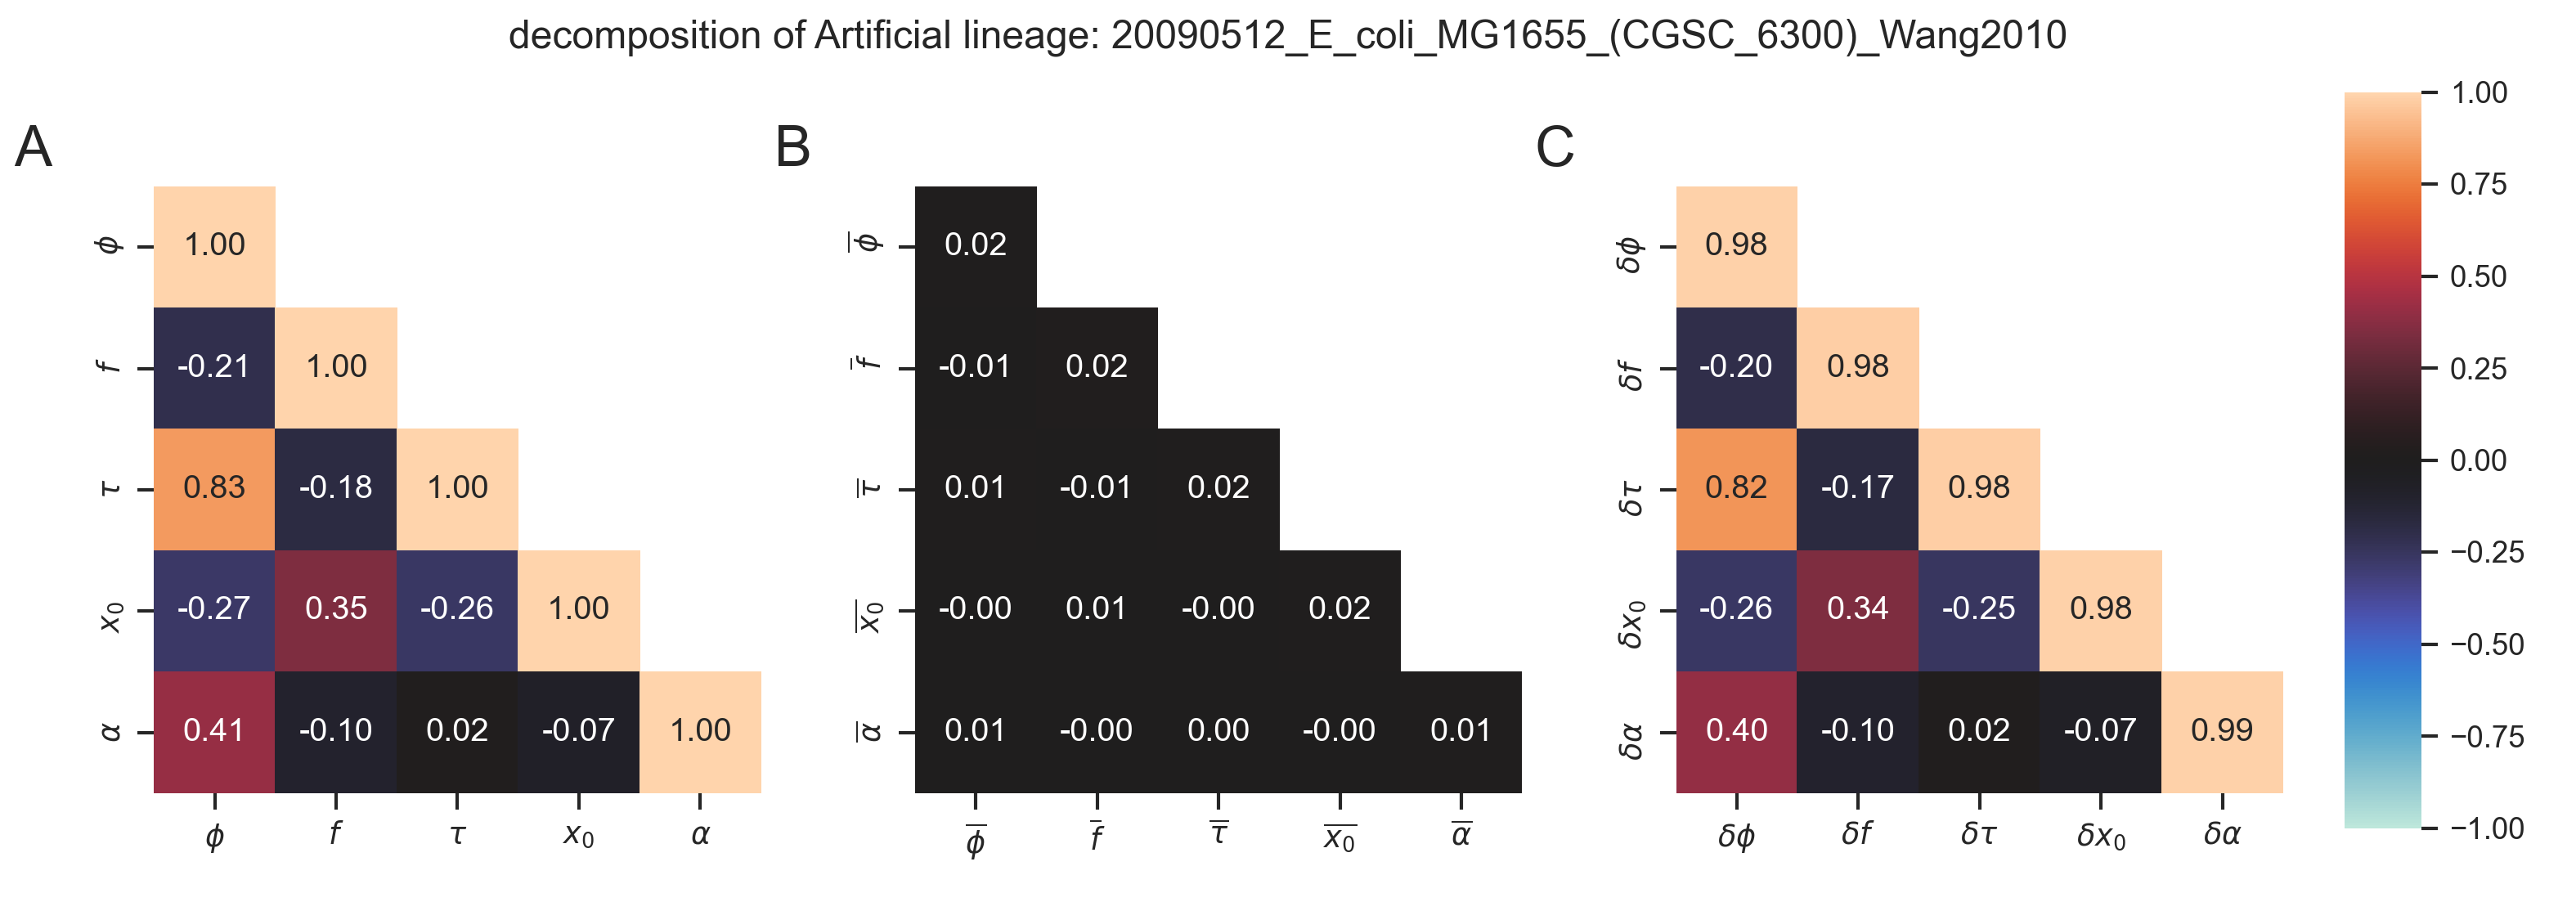 decomposition of Artificial lineage: 20090512_E_coli_MG1655_(CGSC_6300)_Wang2010
A
ϕ 1.00
f -0.21 1.00
τ 0.83 -0.18 1.00
x₀ -0.27 0.35 -0.26 1.00
α 0.41 -0.10 0.02 -0.07 1.00
ϕ f τ x₀ α
B
ϕ̅ 0.02
f̅ -0.01 0.02
τ̅ 0.01 -0.01 0.02
x̅₀̅ -0.00 0.01 -0.00 0.02
α̅ 0.01 -0.00 0.00 -0.00 0.01
ϕ̅ f̅ τ̅ x̅₀̅ α̅
C
δϕ 0.98
δf -0.20 0.98
δτ 0.82 -0.17 0.98
δx₀ -0.26 0.34 -0.25 0.98
δα 0.40 -0.10 0.02 -0.07 0.99
δϕ δf δτ δx₀ δα
1.00
0.75
0.50
0.25
0.00
−0.25
−0.50
−0.75
−1.00